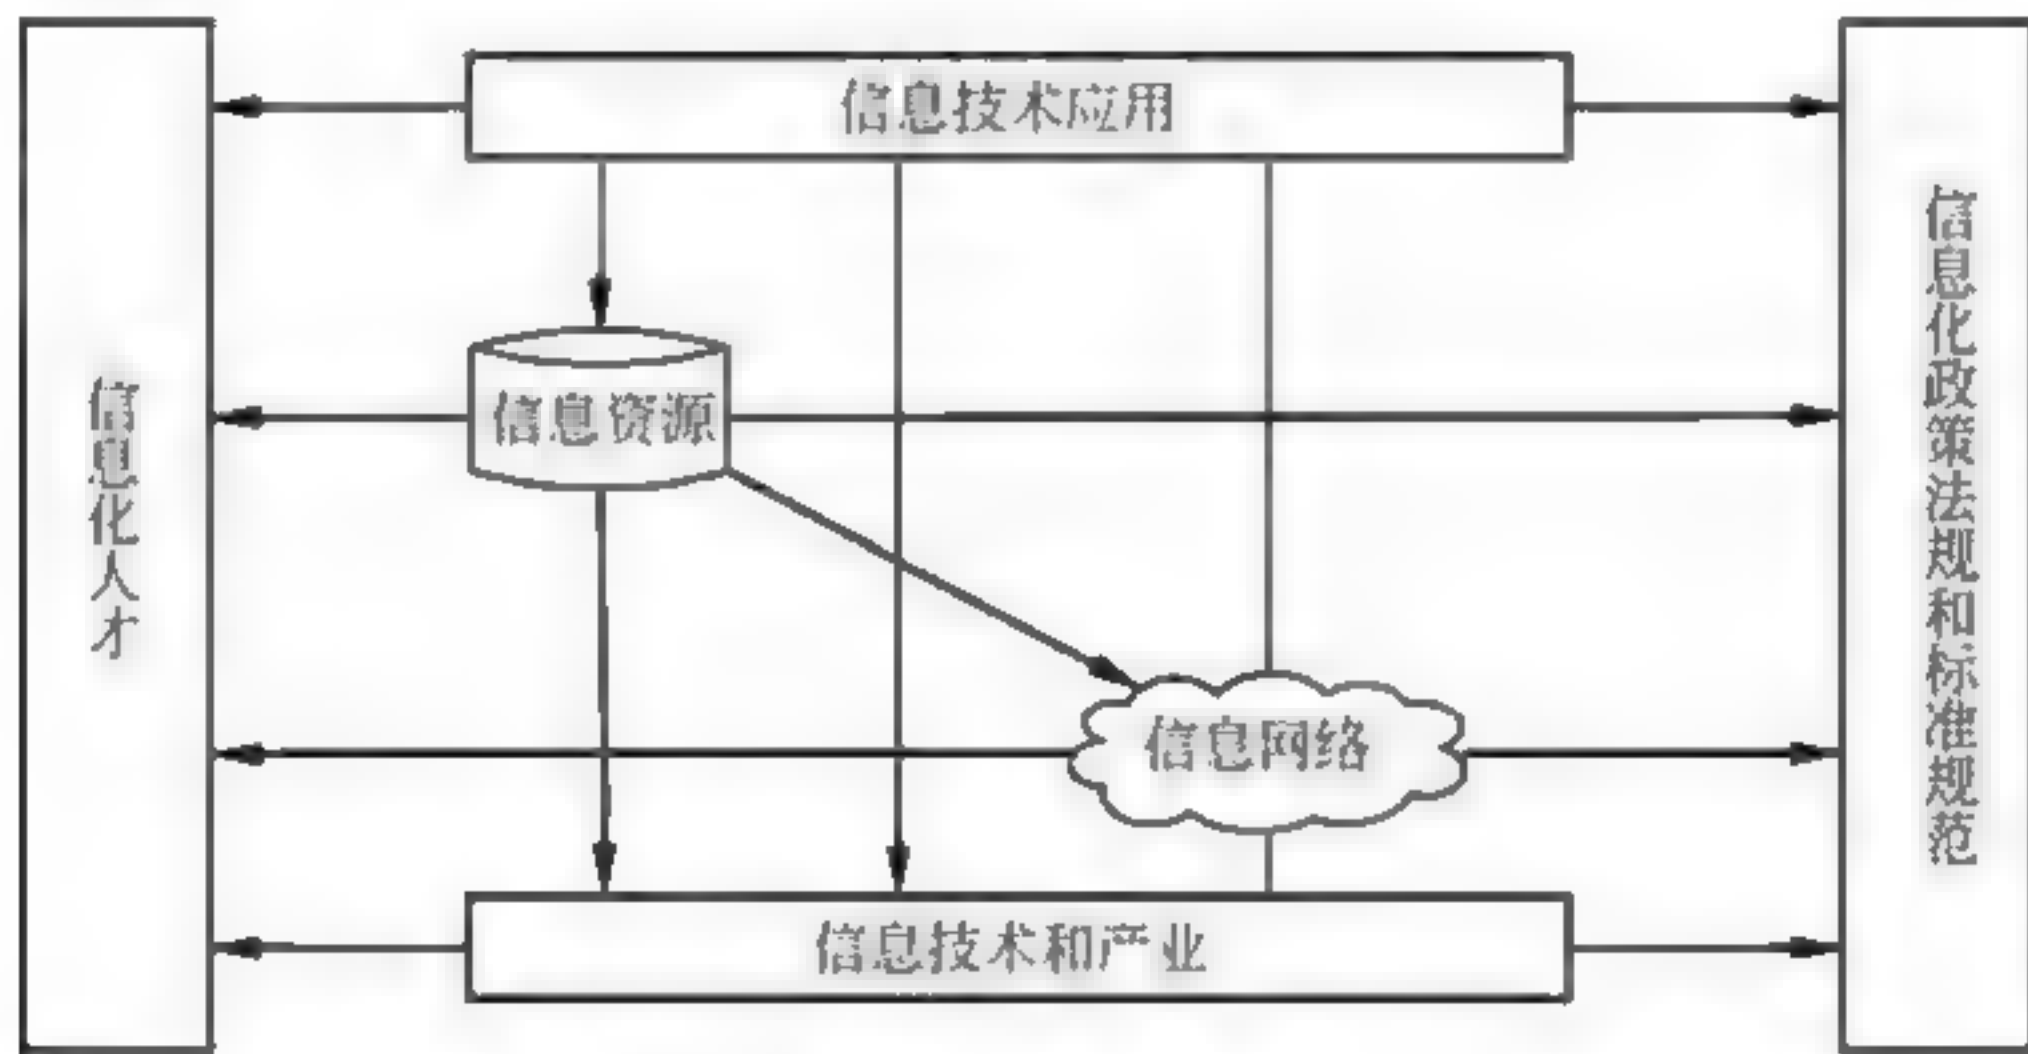 信息技术应用
信息化人才
信息资源
信息化政策法规和标准规范
信息网络
信息技术和产业